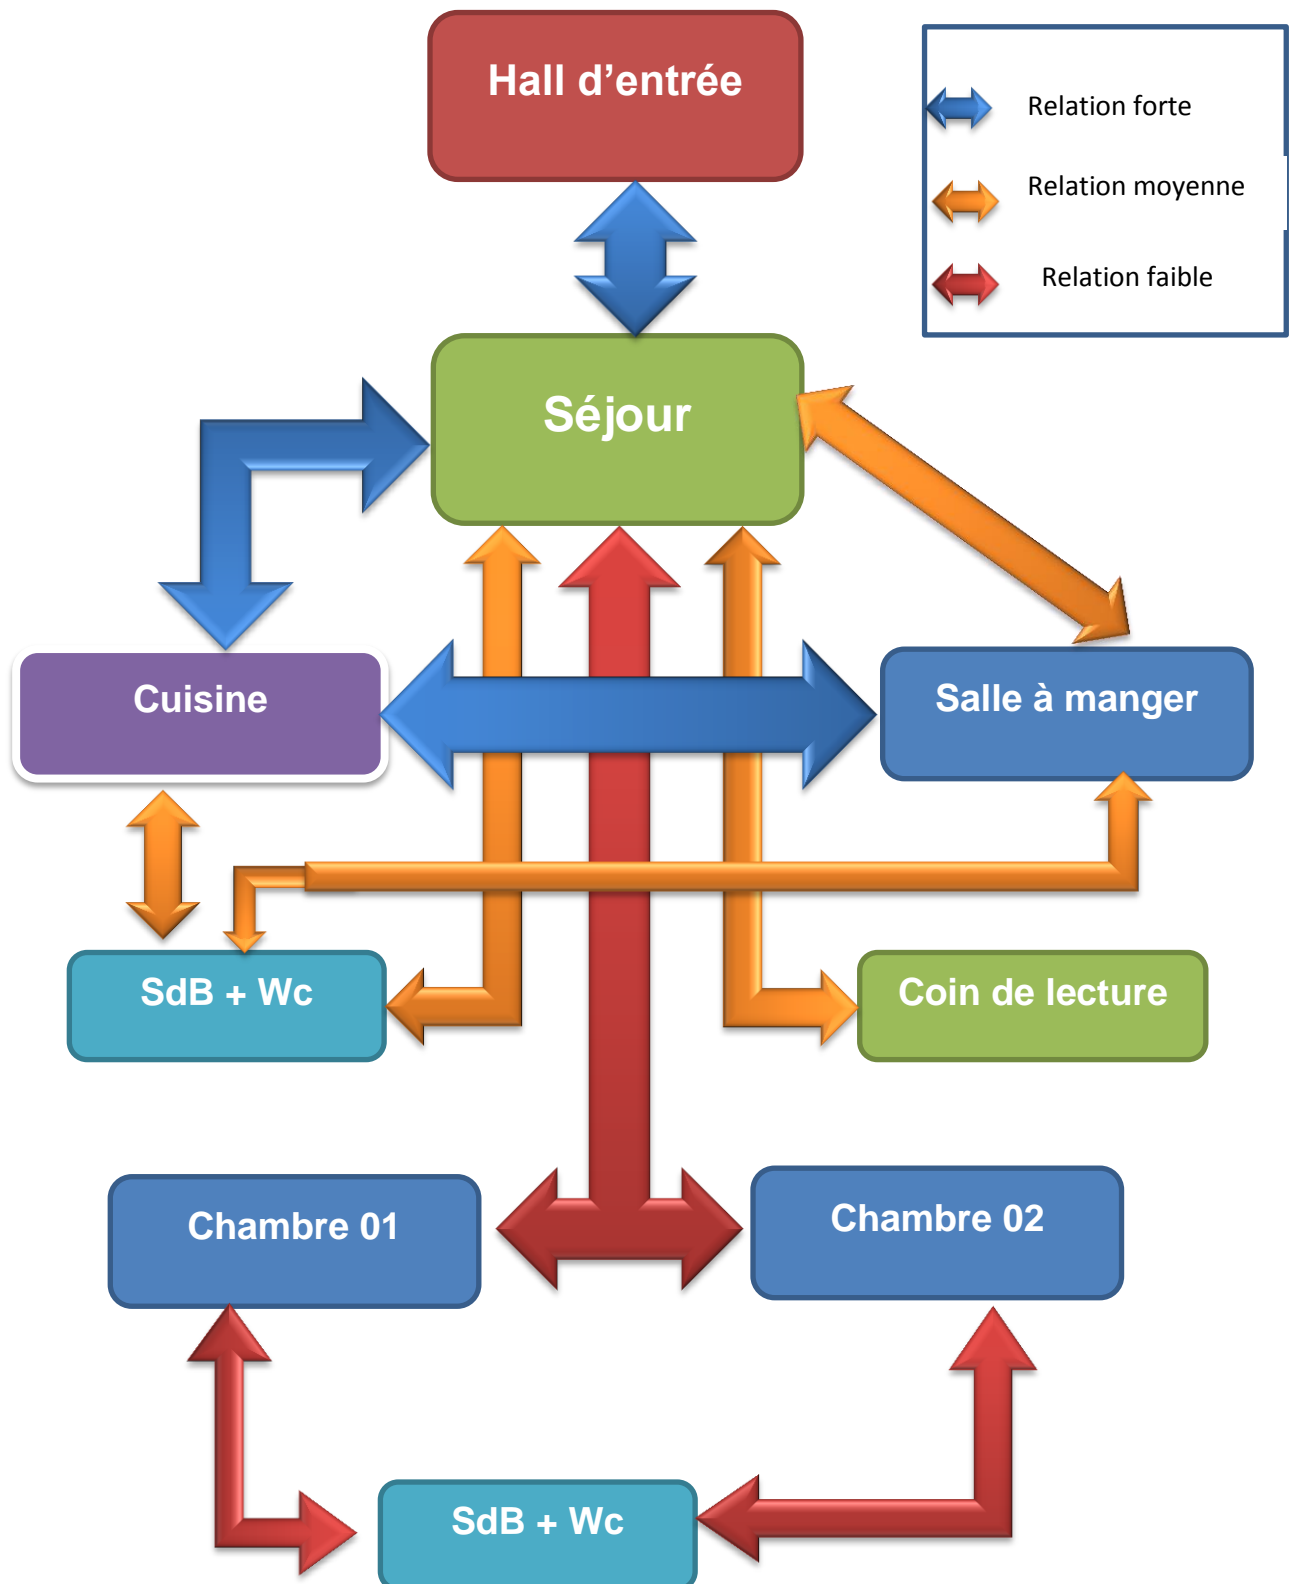 Hall d’entrée
Relation forte
Relation moyenne
Relation faible
Séjour
Cuisine
Salle à manger
SdB + Wc
Coin de lecture
Chambre 01
Chambre 02
SdB + Wc